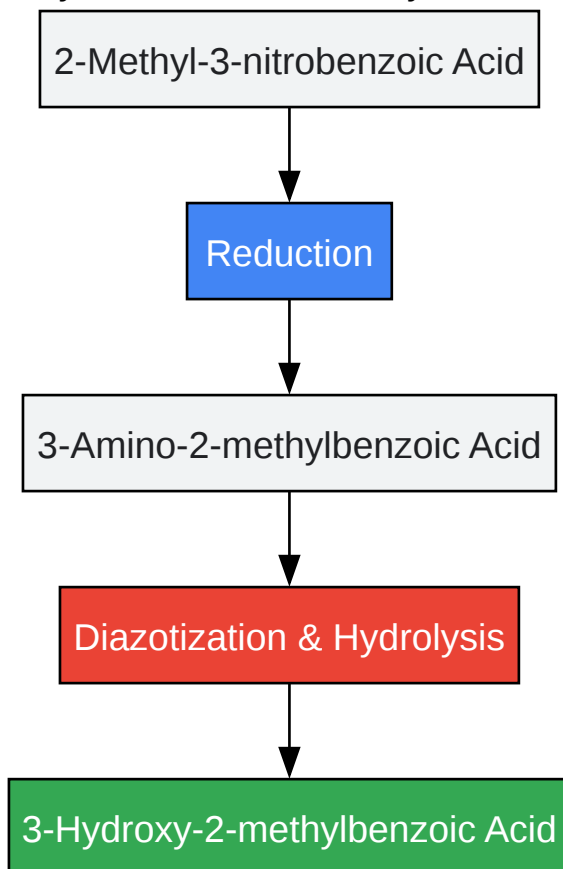 2-Methyl-3-nitrobenzoic Acid
Reduction
3-Amino-2-methylbenzoic Acid
Diazotization & Hydrolysis
3-Hydroxy-2-methylbenzoic Acid